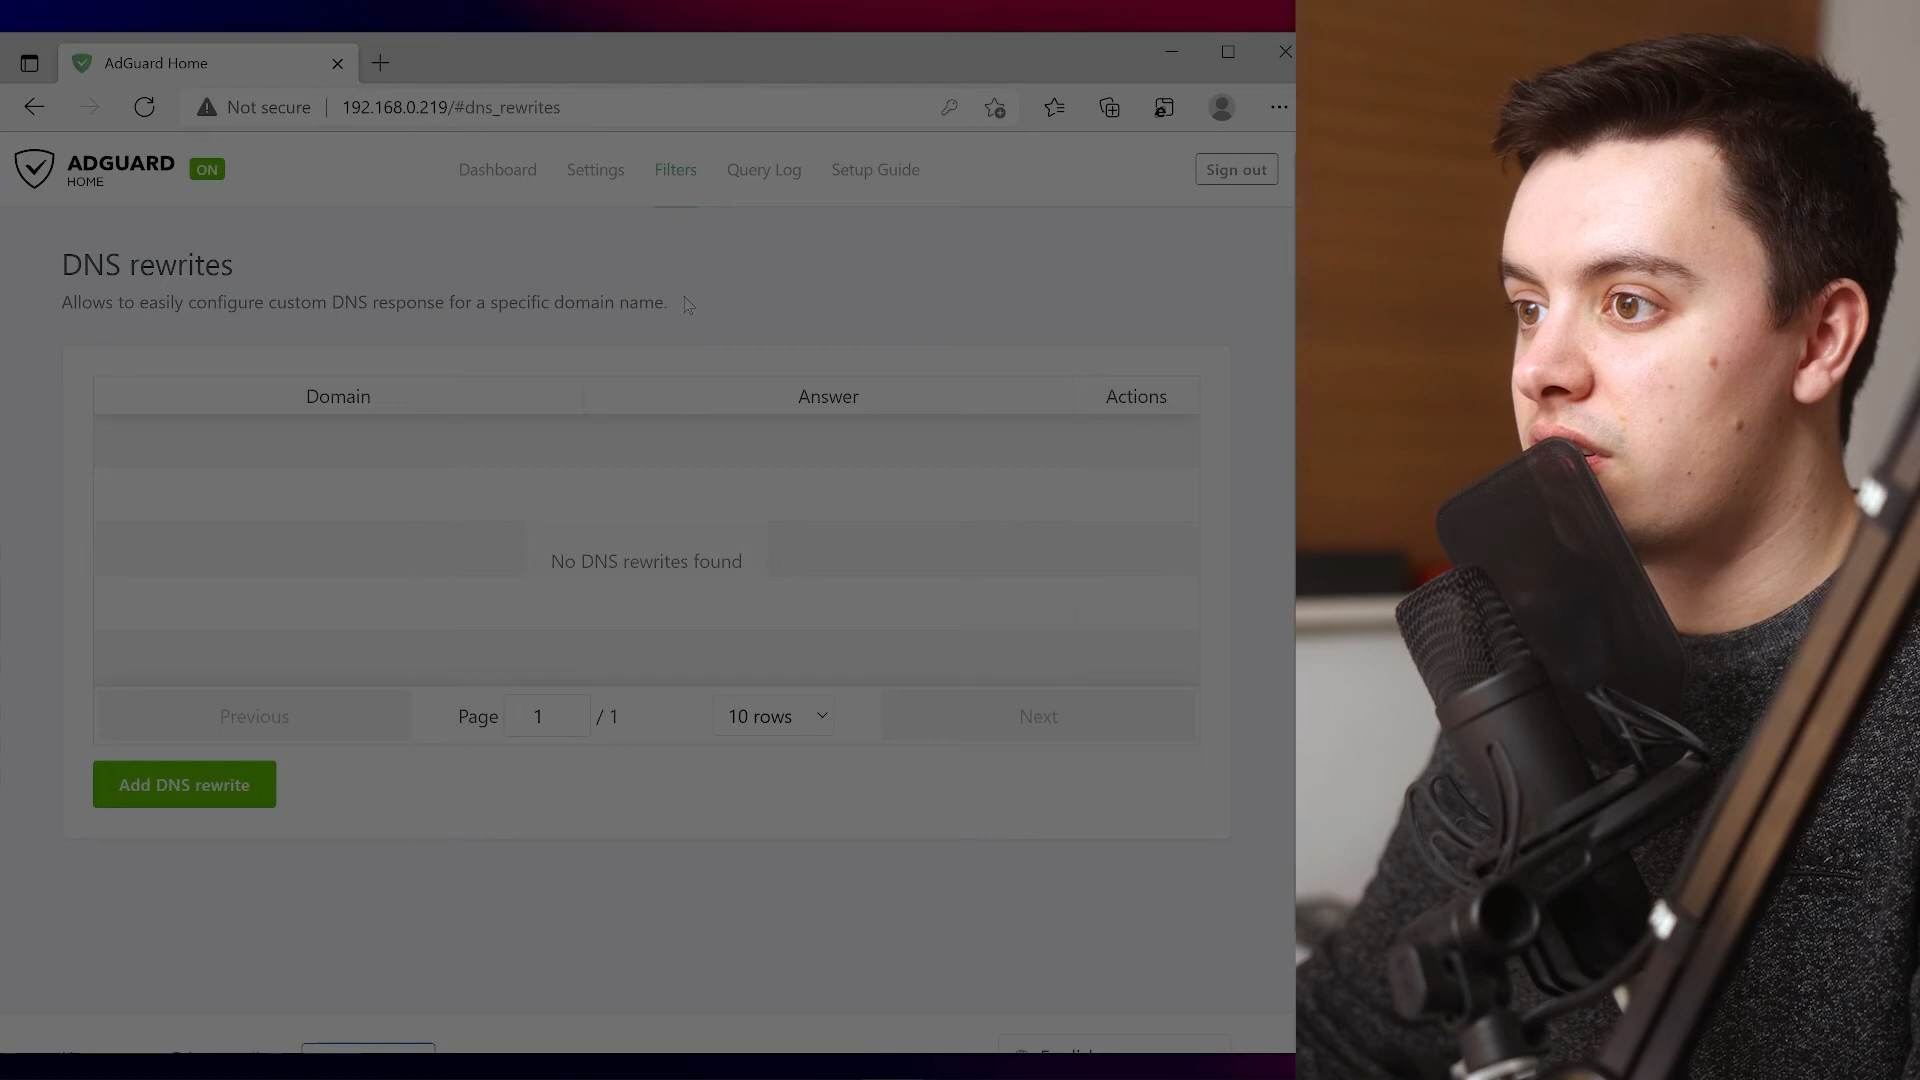 AdGuard Home
Not secure
192.168.0.219/#dns_rewrites
ADGUARD
HOME
ON
Dashboard
Settings
Filters
Query Log
Setup Guide
Sign out
DNS rewrites
Allows to easily configure custom DNS response for a specific domain name.
Domain
Answer
Actions
No DNS rewrites found
Previous
Page 1 / 1
10 rows
Next
Add DNS rewrite